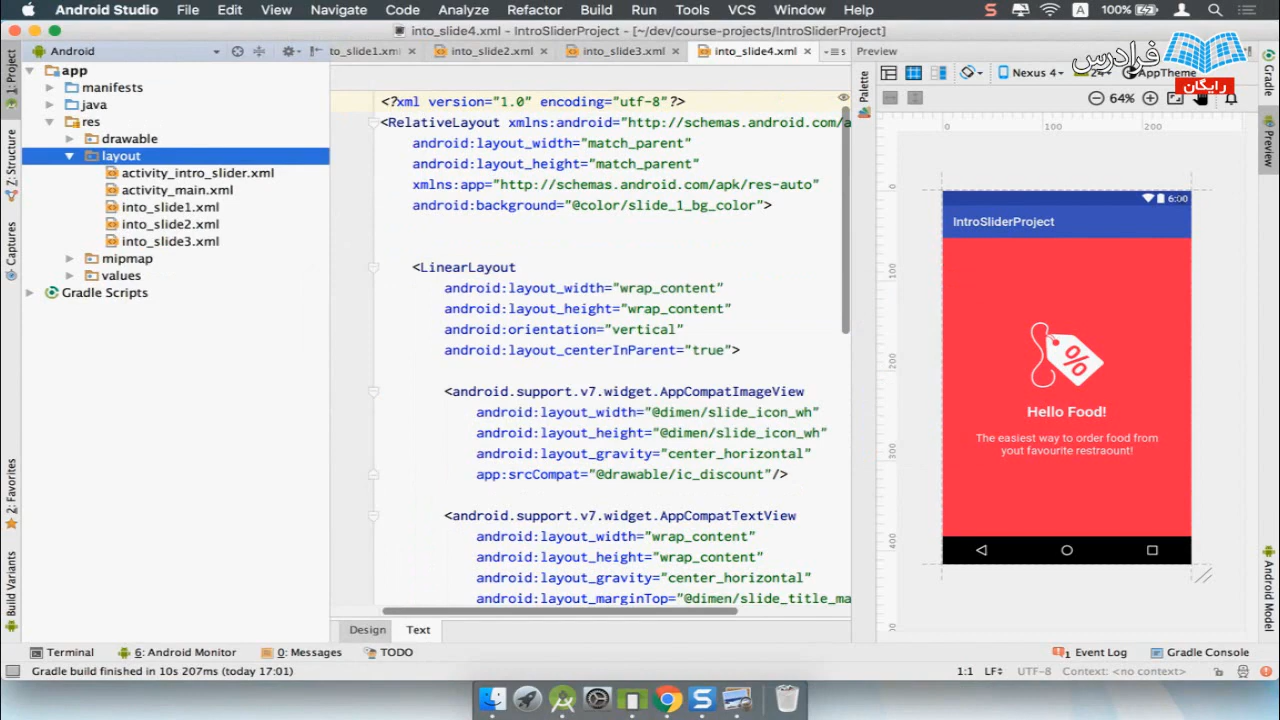 Android Studio File Edit View Navigate Code Analyze Refactor Build Run Tools VCS Window Help
S A 100%
into_slide4.xml - IntroSliderProject - [~/dev/course-projects/IntroSliderProject]
Android
to_slide1.xml into_slide2.xml into_slide3.xml into_slide4.xml
Preview
فرادرس
رایگان
Nexus 4
24
AppTheme
64%
0 100 200
1: Project
Z: Structure
Captures
2: Favorites
Build Variants
app
manifests
java
res
drawable
layout
activity_intro_slider.xml
activity_main.xml
into_slide1.xml
into_slide2.xml
into_slide3.xml
mipmap
values
Gradle Scripts
<?xml version="1.0" encoding="utf-8"?>
<RelativeLayout xmlns:android="http://schemas.android.com/a
android:layout_width="match_parent"
android:layout_height="match_parent"
xmlns:app="http://schemas.android.com/apk/res-auto"
android:background="@color/slide_1_bg_color">
<LinearLayout
android:layout_width="wrap_content"
android:layout_height="wrap_content"
android:orientation="vertical"
android:layout_centerInParent="true">
<android.support.v7.widget.AppCompatImageView
android:layout_width="@dimen/slide_icon_wh"
android:layout_height="@dimen/slide_icon_wh"
android:layout_gravity="center_horizontal"
app:srcCompat="@drawable/ic_discount"/>
<android.support.v7.widget.AppCompatTextView
android:layout_width="wrap_content"
android:layout_height="wrap_content"
android:layout_gravity="center_horizontal"
android:layout_marginTop="@dimen/slide_title_ma
Design Text
Palette
0
100
200
300
400
6:00
IntroSliderProject
%
Hello Food!
The easiest way to order food from
yout favourite restraount!
Gradle
Preview
Android Model
Terminal 6: Android Monitor 0: Messages TODO 1 Event Log Gradle Console
Gradle build finished in 10s 207ms (today 17:01) 1:1 LF UTF-8 Context: <no context>
S